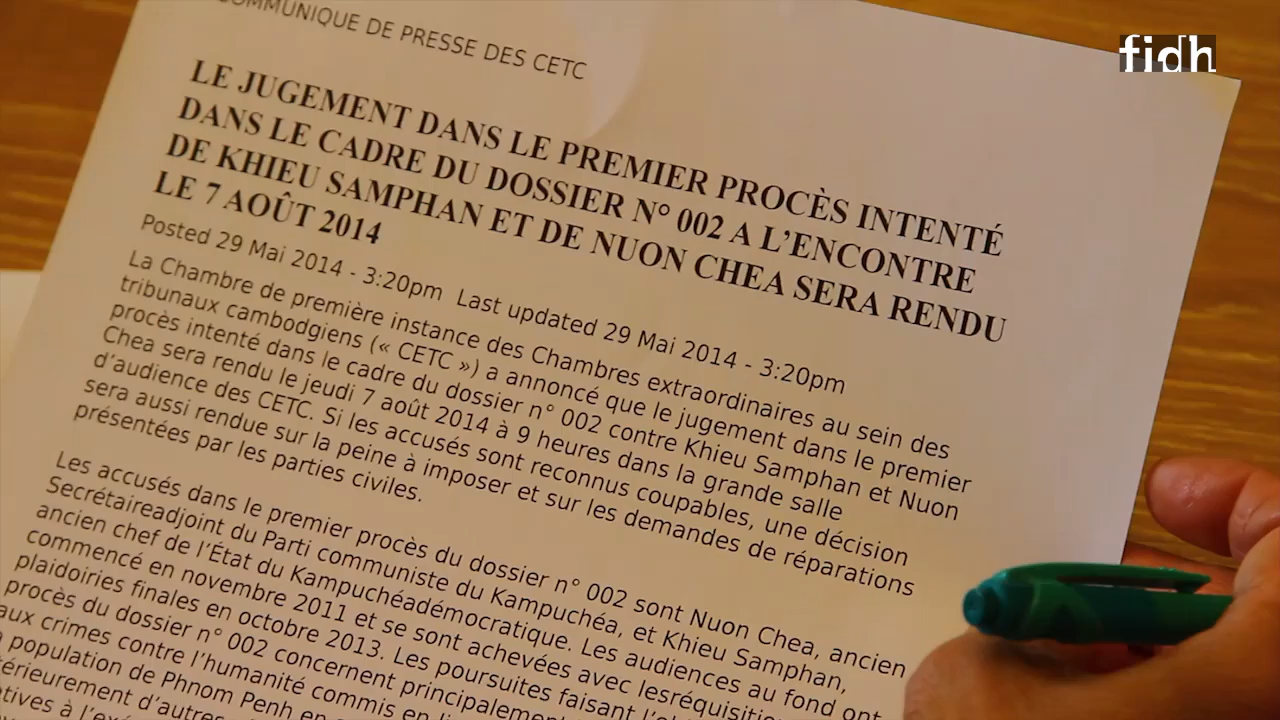 fidh
COMMUNIQUE DE PRESSE DES CETC
LE JUGEMENT DANS LE PREMIER PROCÈS INTENTÉ
DANS LE CADRE DU DOSSIER N° 002 A L'ENCONTRE
DE KHIEU SAMPHAN ET DE NUON CHEA SERA RENDU
LE 7 AOÛT 2014
Posted 29 Mai 2014 - 3:20pm Last updated 29 Mai 2014 - 3:20pm
La Chambre de première instance des Chambres extraordinaires au sein des
tribunaux cambodgiens (« CETC ») a annoncé que le jugement dans le premier
procès intenté dans le cadre du dossier n° 002 contre Khieu Samphan et Nuon
Chea sera rendu le jeudi 7 août 2014 à 9 heures dans la grande salle
d'audience des CETC. Si les accusés sont reconnus coupables, une décision
sera aussi rendue sur la peine à imposer et sur les demandes de réparations
présentées par les parties civiles.
Les accusés dans le premier procès du dossier n° 002 sont Nuon Chea, ancien
Secrétaireadjoint du Parti communiste du Kampuchéa, et Khieu Samphan,
ancien chef de l'État du Kampuchéadémocratique. Les audiences au fond ont
commencé en novembre 2011 et se sont achevées avec lesréquisitions
plaidoiries finales en octobre 2013. Les poursuites faisant
procès du dossier n° 002 concernent principalement
aux crimes contre l'humanité commis en
population de Phnom Penh en
d'autres
à